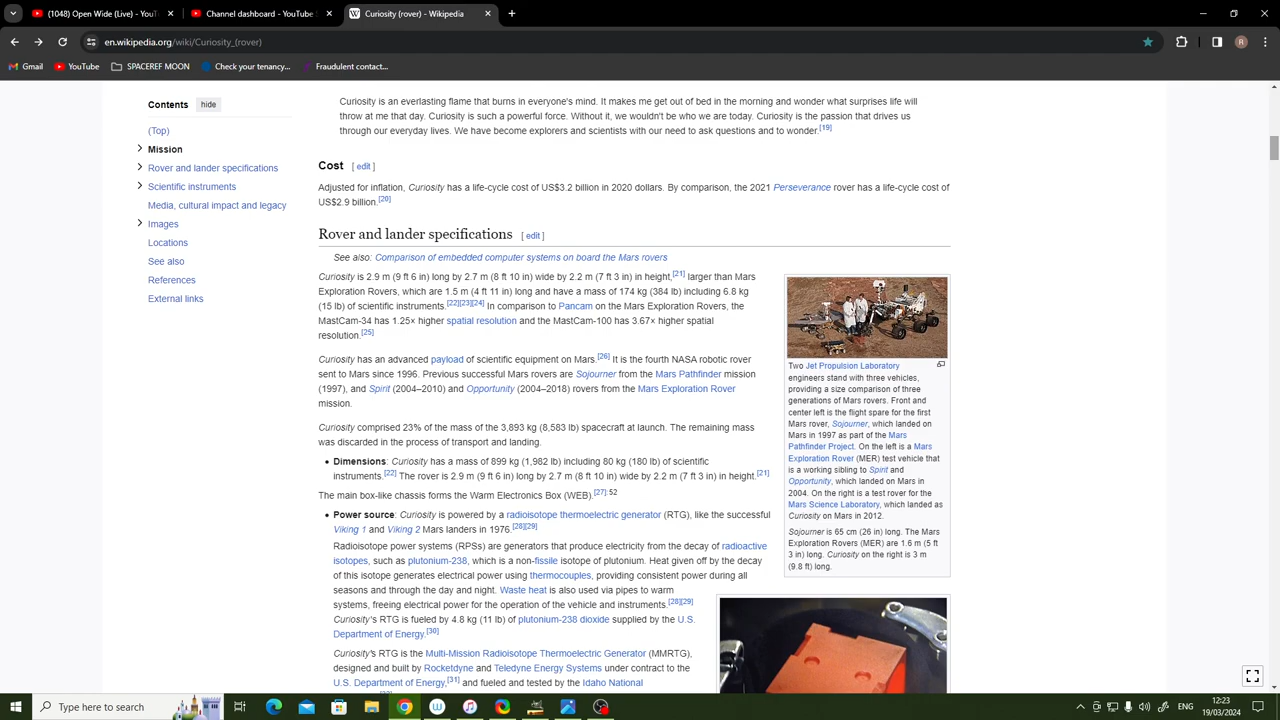 (1048) Open Wide (Live) - YouT
Channel dashboard - YouTube S
Curiosity (rover) - Wikipedia
en.wikipedia.org/wiki/Curiosity_(rover)
R
Gmail
YouTube
SPACEREF MOON
Check your tenancy...
Fraudulent contact...
Contents
hide
(Top)
Mission
Rover and lander specifications
Scientific instruments
Media, cultural impact and legacy
Images
Locations
See also
References
External links
Curiosity is an everlasting flame that burns in everyone's mind. It makes me get out of bed in the morning and wonder what surprises life will
throw at me that day. Curiosity is such a powerful force. Without it, we wouldn't be who we are today. Curiosity is the passion that drives us
through our everyday lives. We have become explorers and scientists with our need to ask questions and to wonder.[19]
Cost [ edit ]
Adjusted for inflation, Curiosity has a life-cycle cost of US$3.2 billion in 2020 dollars. By comparison, the 2021 Perseverance rover has a life-cycle cost of
US$2.9 billion.[20]
Rover and lander specifications [ edit ]
See also: Comparison of embedded computer systems on board the Mars rovers
Curiosity is 2.9 m (9 ft 6 in) long by 2.7 m (8 ft 10 in) wide by 2.2 m (7 ft 3 in) in height,[21] larger than Mars
Exploration Rovers, which are 1.5 m (4 ft 11 in) long and have a mass of 174 kg (384 lb) including 6.8 kg
(15 lb) of scientific instruments.[22][23][24] In comparison to Pancam on the Mars Exploration Rovers, the
MastCam-34 has 1.25× higher spatial resolution and the MastCam-100 has 3.67× higher spatial
resolution.[25]
Curiosity has an advanced payload of scientific equipment on Mars.[26] It is the fourth NASA robotic rover
sent to Mars since 1996. Previous successful Mars rovers are Sojourner from the Mars Pathfinder mission
(1997), and Spirit (2004–2010) and Opportunity (2004–2018) rovers from the Mars Exploration Rover
mission.
Curiosity comprised 23% of the mass of the 3,893 kg (8,583 lb) spacecraft at launch. The remaining mass
was discarded in the process of transport and landing.
• Dimensions: Curiosity has a mass of 899 kg (1,982 lb) including 80 kg (180 lb) of scientific
instruments.[22] The rover is 2.9 m (9 ft 6 in) long by 2.7 m (8 ft 10 in) wide by 2.2 m (7 ft 3 in) in height.[21]
The main box-like chassis forms the Warm Electronics Box (WEB).[27]: 52
• Power source: Curiosity is powered by a radioisotope thermoelectric generator (RTG), like the successful
Viking 1 and Viking 2 Mars landers in 1976.[28][29]
Radioisotope power systems (RPSs) are generators that produce electricity from the decay of radioactive
isotopes, such as plutonium-238, which is a non-fissile isotope of plutonium. Heat given off by the decay
of this isotope generates electrical power using thermocouples, providing consistent power during all
seasons and through the day and night. Waste heat is also used via pipes to warm
systems, freeing electrical power for the operation of the vehicle and instruments.[28][29]
Curiosity's RTG is fueled by 4.8 kg (11 lb) of plutonium-238 dioxide supplied by the U.S.
Department of Energy.[30]
Curiosity's RTG is the Multi-Mission Radioisotope Thermoelectric Generator (MMRTG),
designed and built by Rocketdyne and Teledyne Energy Systems under contract to the
U.S. Department of Energy,[31] and fueled and tested by the Idaho National
Two Jet Propulsion Laboratory
engineers stand with three vehicles,
providing a size comparison of three
generations of Mars rovers. Front and
center left is the flight spare for the first
Mars rover, Sojourner, which landed on
Mars in 1997 as part of the Mars
Pathfinder Project. On the left is a Mars
Exploration Rover (MER) test vehicle that
is a working sibling to Spirit and
Opportunity, which landed on Mars in
2004. On the right is a test rover for the
Mars Science Laboratory, which landed as
Curiosity on Mars in 2012.
Sojourner is 65 cm (26 in) long. The Mars
Exploration Rovers (MER) are 1.6 m (5 ft
3 in) long. Curiosity on the right is 3 m
(9.8 ft) long.
Type here to search
ENG
12:23
19/03/2024